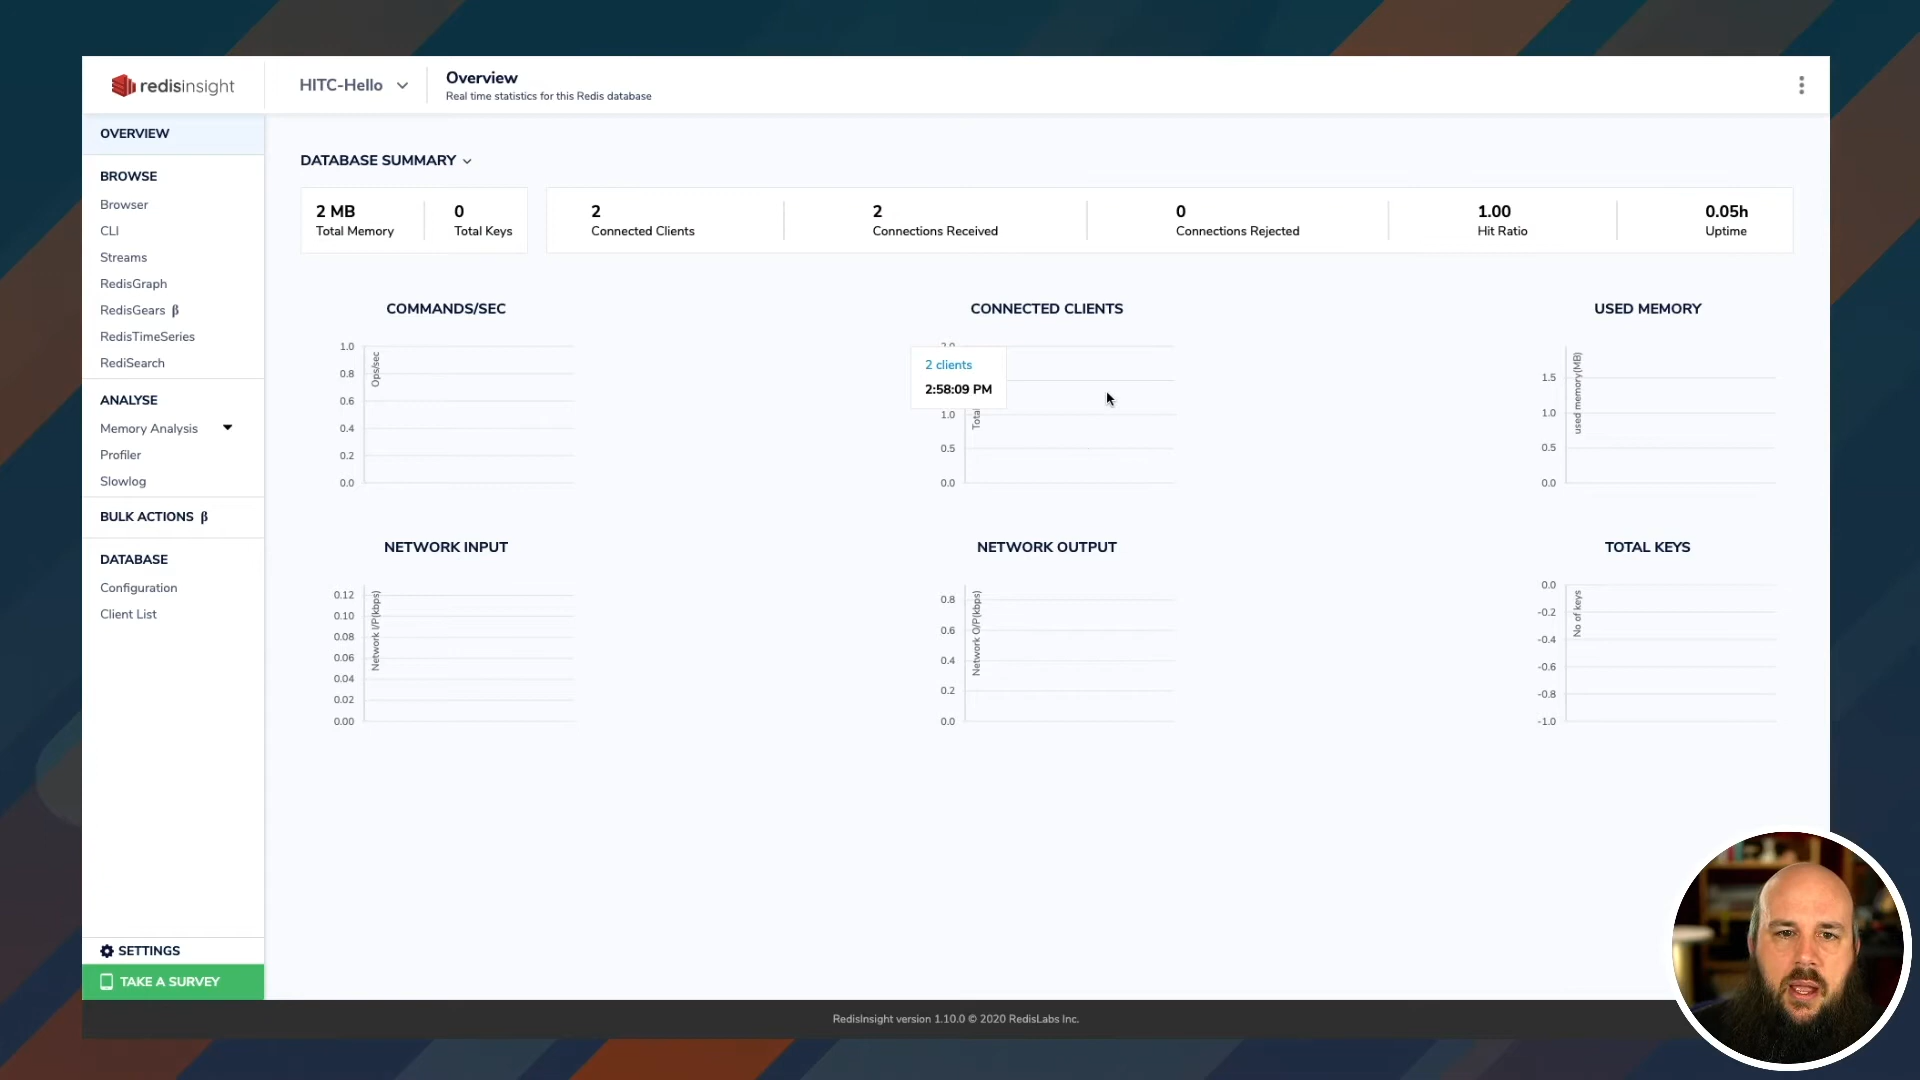 redisinsight
HITC-Hello
Overview
Real time statistics for this Redis database
OVERVIEW
BROWSE
Browser
CLI
Streams
RedisGraph
RedisGears β
RedisTimeSeries
RediSearch
ANALYSE
Memory Analysis
Profiler
Slowlog
BULK ACTIONS β
DATABASE
Configuration
Client List
SETTINGS
TAKE A SURVEY
DATABASE SUMMARY
2 MB
Total Memory
0
Total Keys
2
Connected Clients
2
Connections Received
0
Connections Rejected
1.00
Hit Ratio
0.05h
Uptime
COMMANDS/SEC
1.0
0.8
0.6
0.4
0.2
0.0
Ops/sec
CONNECTED CLIENTS
2.0
2 clients
2:58:09 PM
1.0
0.5
0.0
USED MEMORY
1.5
1.0
0.5
0.0
used memory(MB)
NETWORK INPUT
0.12
0.10
0.08
0.06
0.04
0.02
0.00
Network I/P(kbps)
NETWORK OUTPUT
0.8
0.6
0.4
0.2
0.0
Network O/P(kbps)
TOTAL KEYS
0.0
-0.2
-0.4
-0.6
-0.8
-1.0
No of keys
RedisInsight version 1.10.0 © 2020 RedisLabs Inc.